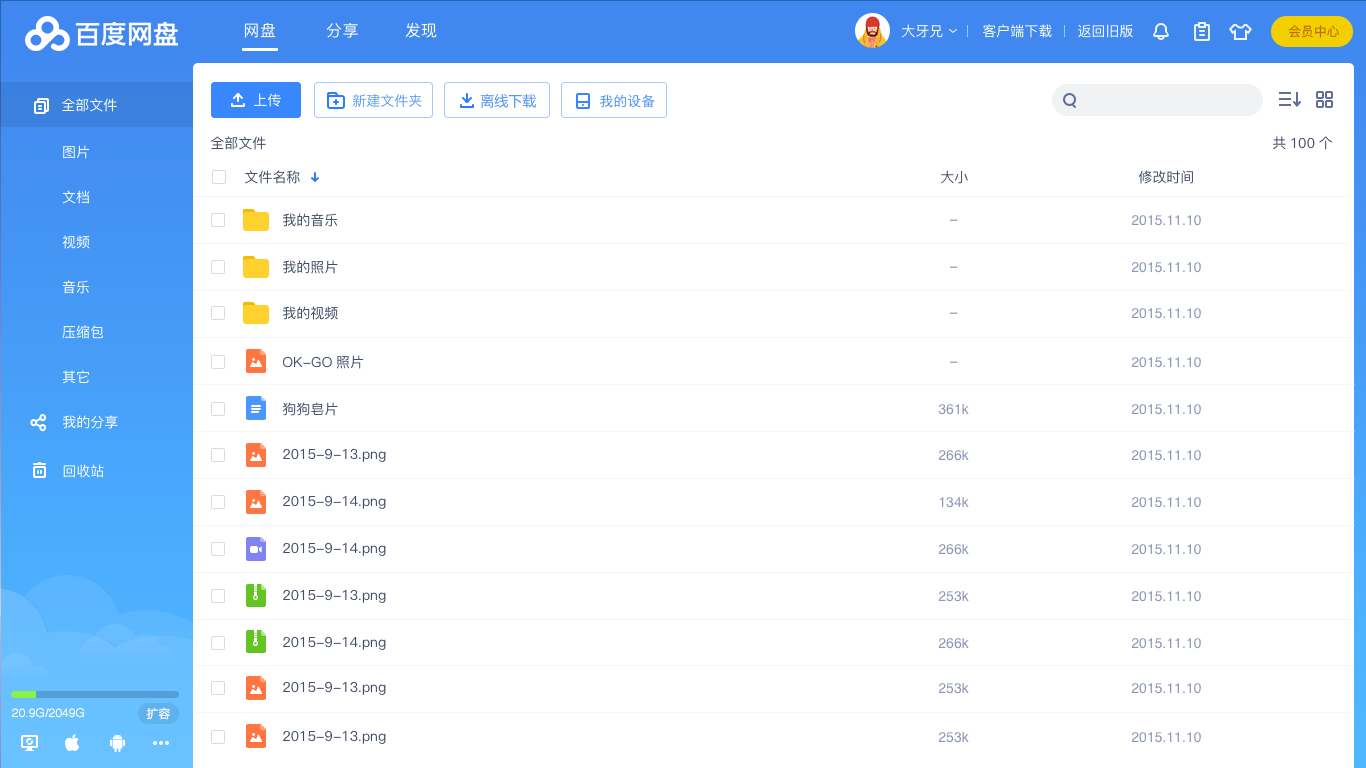 百度网盘 网盘 分享 发现 大牙兄 客户端下载 返回旧版 会员中心
全部文件
图片
文档
视频
音乐
压缩包
其它
我的分享
回收站
20.9G/2049G 扩容
上传 新建文件夹 离线下载 我的设备
全部文件 共 100 个
文件名称 大小 修改时间
我的音乐 – 2015.11.10
我的照片 – 2015.11.10
我的视频 – 2015.11.10
OK-GO 照片 – 2015.11.10
狗狗皂片 361k 2015.11.10
2015-9-13.png 266k 2015.11.10
2015-9-14.png 134k 2015.11.10
2015-9-14.png 266k 2015.11.10
2015-9-13.png 253k 2015.11.10
2015-9-14.png 266k 2015.11.10
2015-9-13.png 253k 2015.11.10
2015-9-13.png 253k 2015.11.10